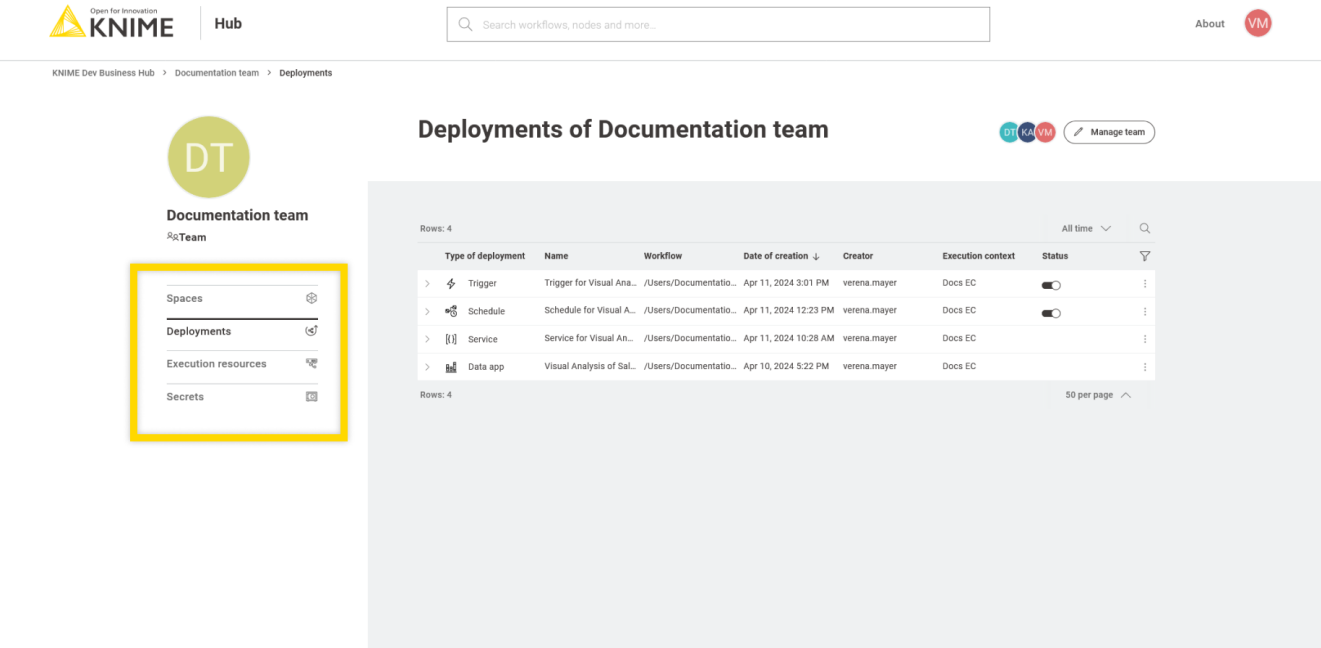 Open for Innovation
KNIME
Hub
Search workflows, nodes and more...
About
VM
KNIME Dev Business Hub > Documentation team > Deployments
DT
Documentation team
Team
Spaces
Deployments
Execution resources
Secrets
Deployments of Documentation team
DT KA VM
Manage team
Rows: 4
All time
Type of deployment Name Workflow Date of creation ↓ Creator Execution context Status
Trigger Trigger for Visual Ana... /Users/Documentatio... Apr 11, 2024 3:01 PM verena.mayer Docs EC
Schedule Schedule for Visual A... /Users/Documentatio... Apr 11, 2024 12:23 PM verena.mayer Docs EC
Service Service for Visual An... /Users/Documentatio... Apr 11, 2024 10:28 AM verena.mayer Docs EC
Data app Visual Analysis of Sal... /Users/Documentatio... Apr 10, 2024 5:22 PM verena.mayer Docs EC
Rows: 4
50 per page